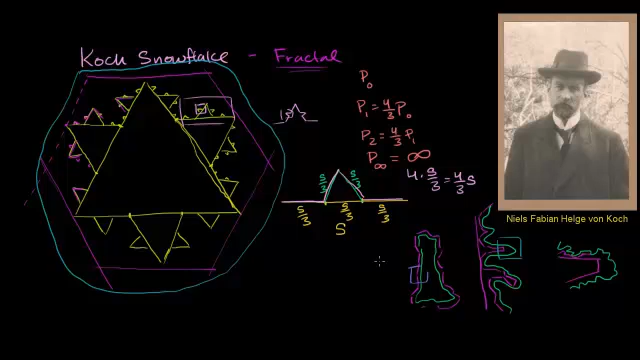 Koch Snowflake - Fractal
P₀
P₁ = 4/3 P₀
P₂ = 4/3 P₁
P∞ = ∞
s/3 s/3
4 · s/3 = 4/3 s
s/3 s/3 s/3
S
Niels Fabian Helge von Koch